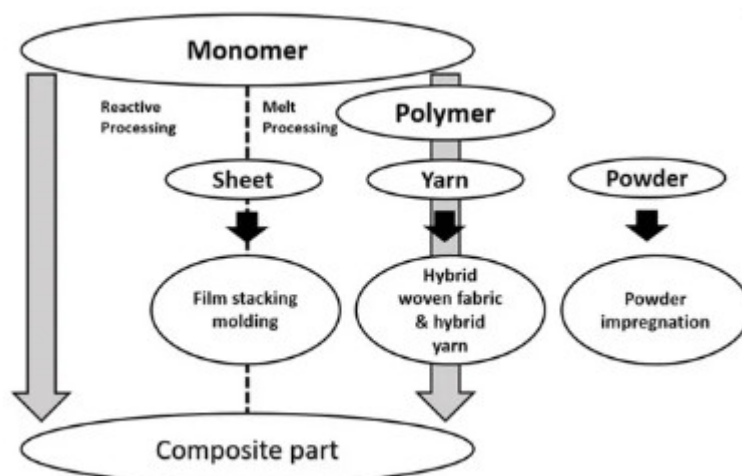 Monomer
Reactive
Processing
Melt
Processing
Polymer
Sheet
Yarn
Powder
Film stacking
molding
Hybrid
woven fabric
& hybrid
yarn
Powder
impregnation
Composite part